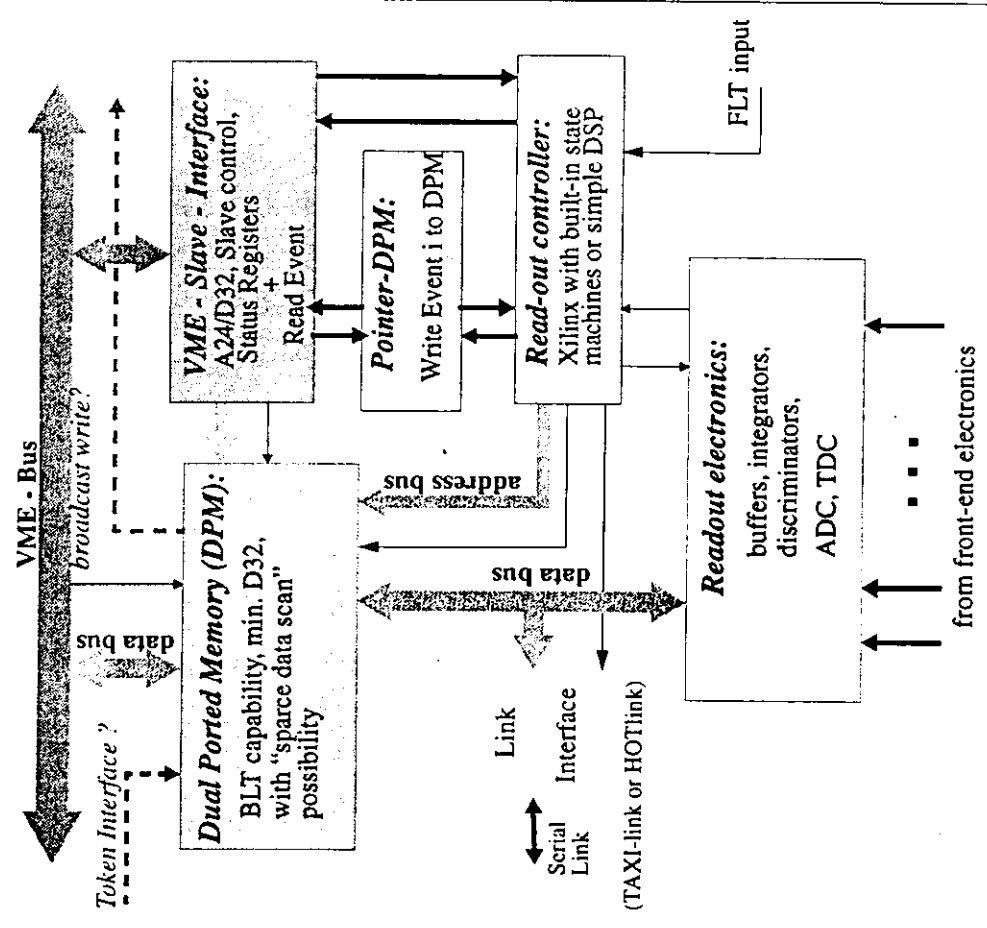 VME - Bus
Token Interface ?
data bus
broadcast write?
Dual Ported Memory (DPM):
BLT capability, min. D32,
with "sparce data scan"
possibility
VME - Slave - Interface:
A24/D32, Slave control,
Status Registers
+
Read Event
Pointer-DPM:
Write Event i to DPM
address bus
data bus
Read-out controller:
Xilinx with built-in state
machines or simple DSP
FLT input
Link
Interface
Serial
Link
(TAXI-link or HOTlink)
Readout electronics:
buffers, integrators,
discriminators,
ADC, TDC
from front-end electronics